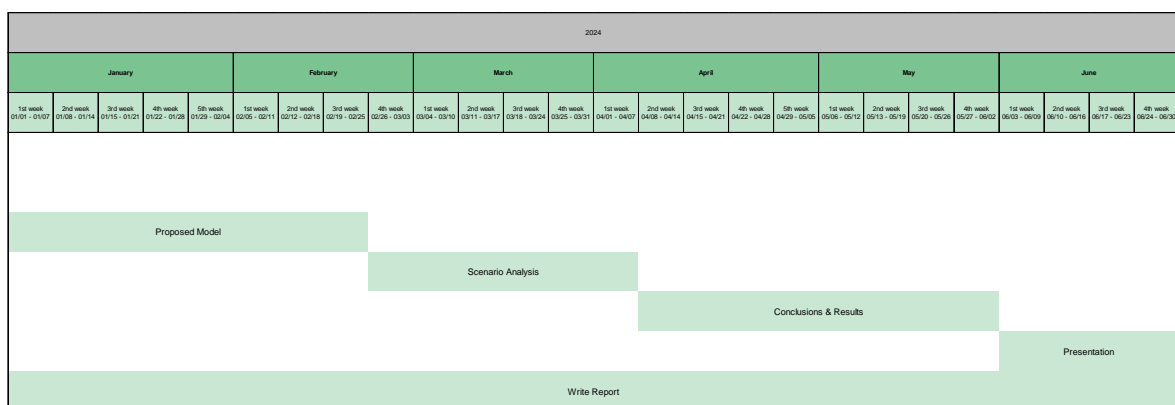 2024
January February March April May June
1st week 2nd week 3rd week 4th week 5th week 1st week 2nd week 3rd week 4th week 1st week 2nd week 3rd week 4th week 1st week 2nd week 3rd week 4th week 5th week 1st week 2nd week 3rd week 4th week 1st week 2nd week 3rd week 4th week
01/01 - 01/07 01/08 - 01/14 01/15 - 01/21 01/22 - 01/28 01/29 - 02/04 02/05 - 02/11 02/12 - 02/18 02/19 - 02/25 02/26 - 03/03 03/04 - 03/10 03/11 - 03/17 03/18 - 03/24 03/25 - 03/31 04/01 - 04/07 04/08 - 04/14 04/15 - 04/21 04/22 - 04/28 04/29 - 05/05 05/06 - 05/12 05/13 - 05/19 05/20 - 05/26 05/27 - 06/02 06/03 - 06/09 06/10 - 06/16 06/17 - 06/23 06/24 - 06/30
Proposed Model
Scenario Analysis
Conclusions & Results
Presentation
Write Report